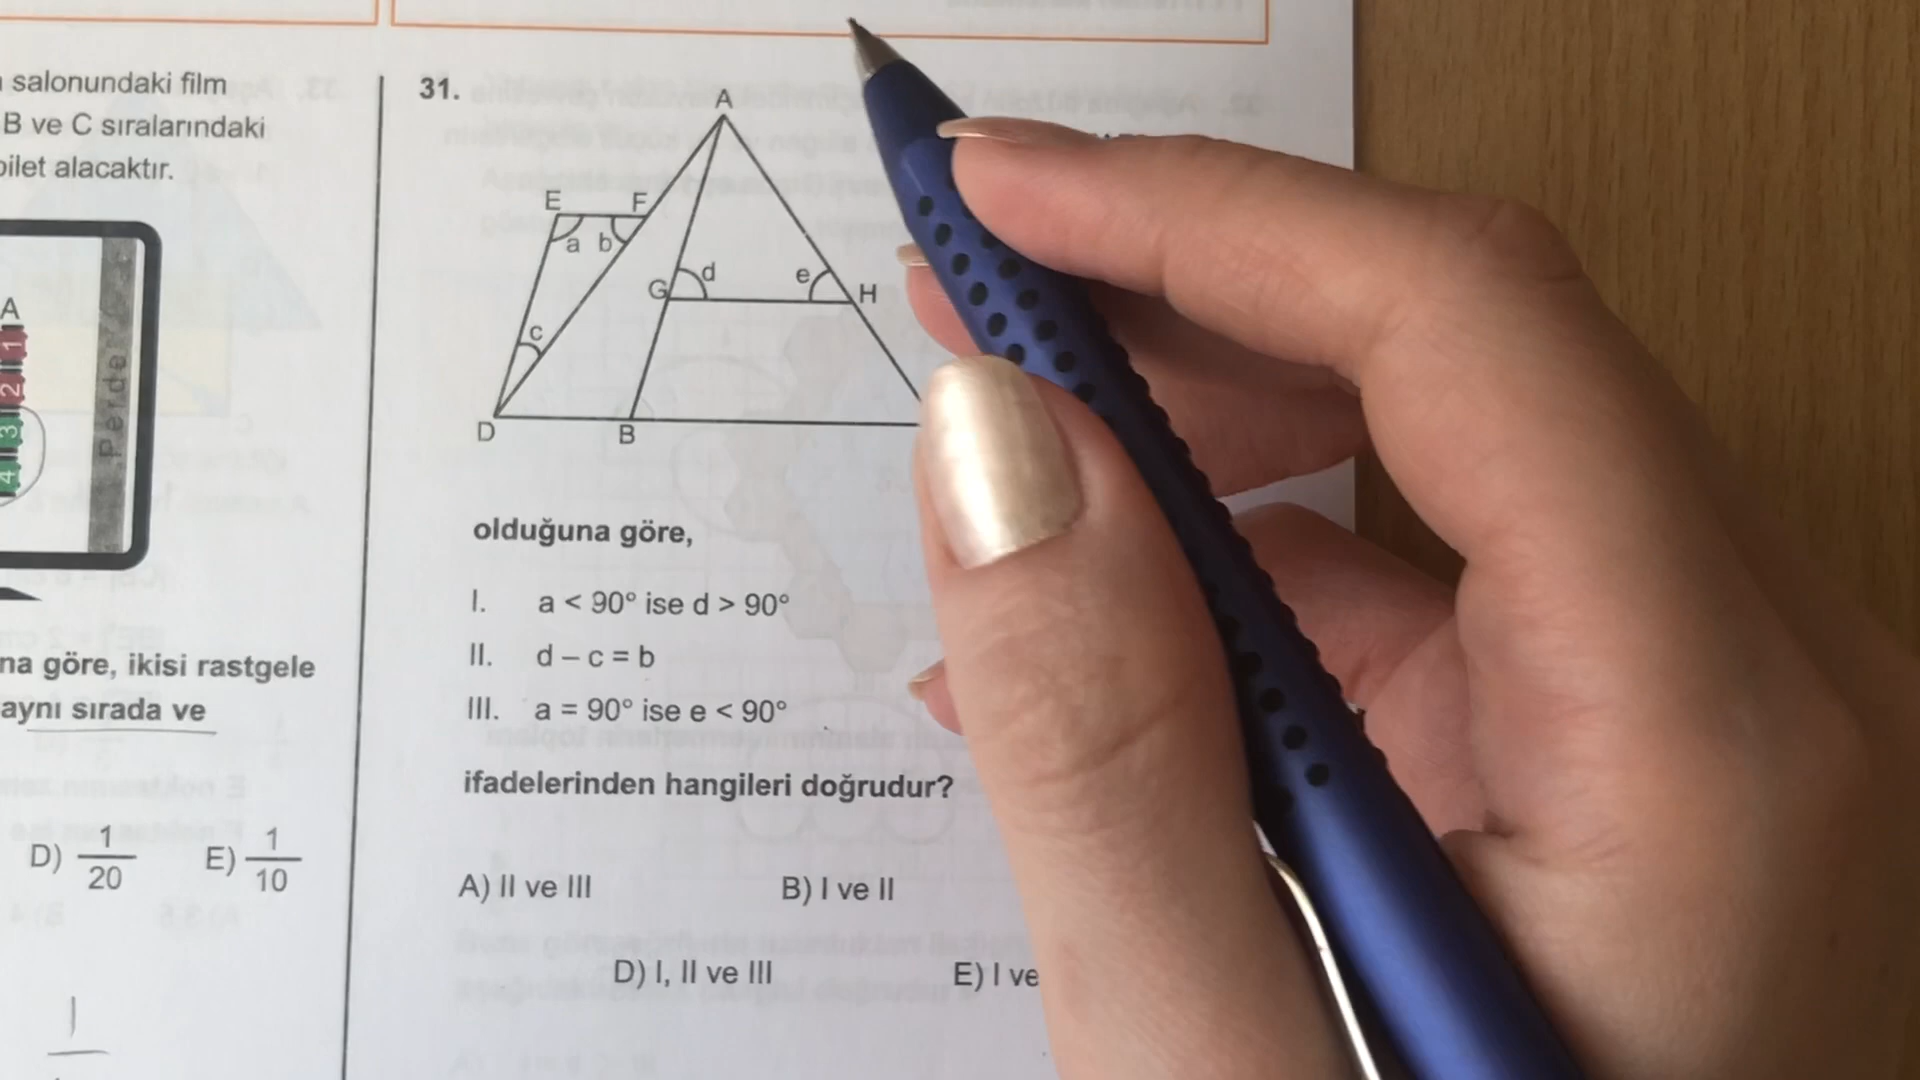 salonundaki film
B ve C sıralarındaki
bilet alacaktır.
A
1
2
3
4
Perde
na göre, ikisi rastgele
aynı sırada ve
D) 1/20 E) 1/10
1
31.
A
E F
a b
G d e H
c
D B
olduğuna göre,
I. a < 90° ise d > 90°
II. d – c = b
III. a = 90° ise e < 90°
ifadelerinden hangileri doğrudur?
A) II ve III B) I ve II
D) I, II ve III E) I ve